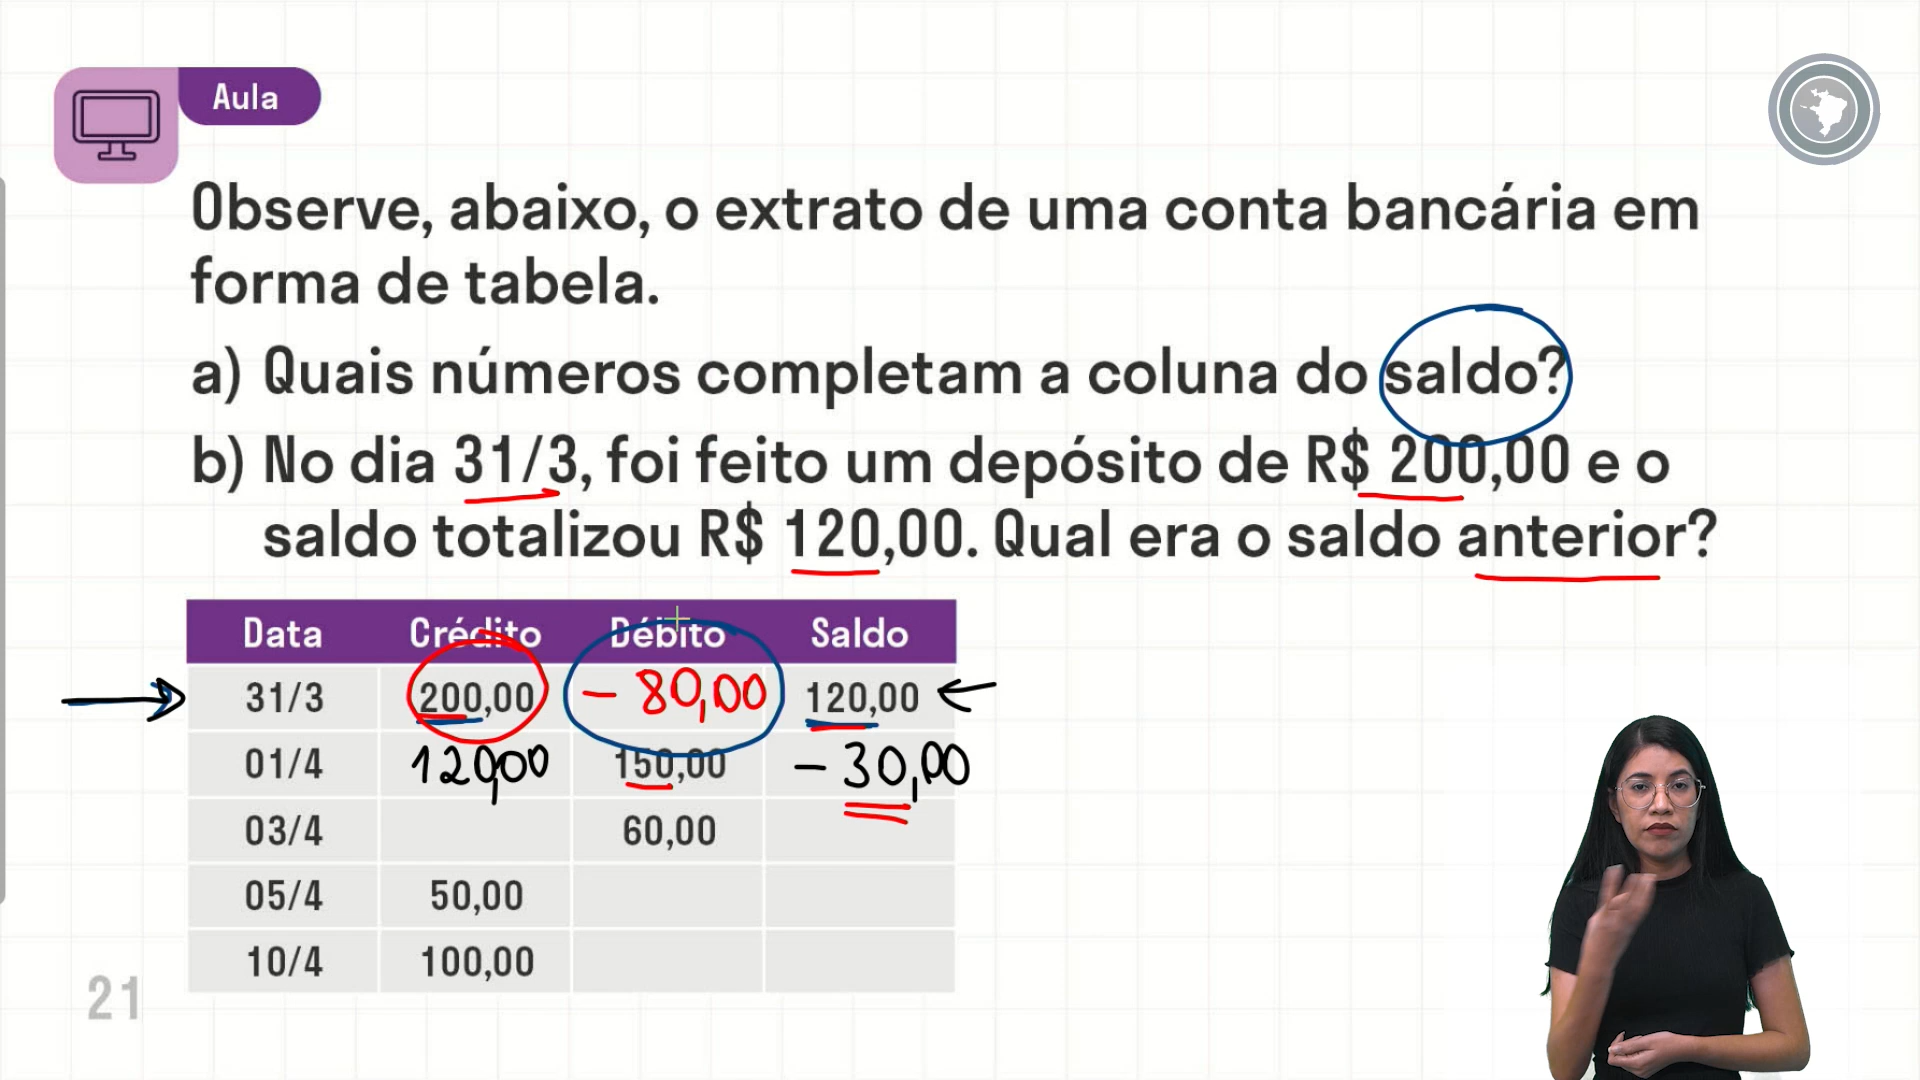 Aula
Observe, abaixo, o extrato de uma conta bancária em
forma de tabela.
a) Quais números completam a coluna do saldo?
b) No dia 31/3, foi feito um depósito de R$ 200,00 e o
saldo totalizou R$ 120,00. Qual era o saldo anterior?
Data Crédito Débito Saldo
31/3 200,00 - 80,00 120,00
01/4 120,00 150,00 - 30,00
03/4 60,00
05/4 50,00
10/4 100,00
21